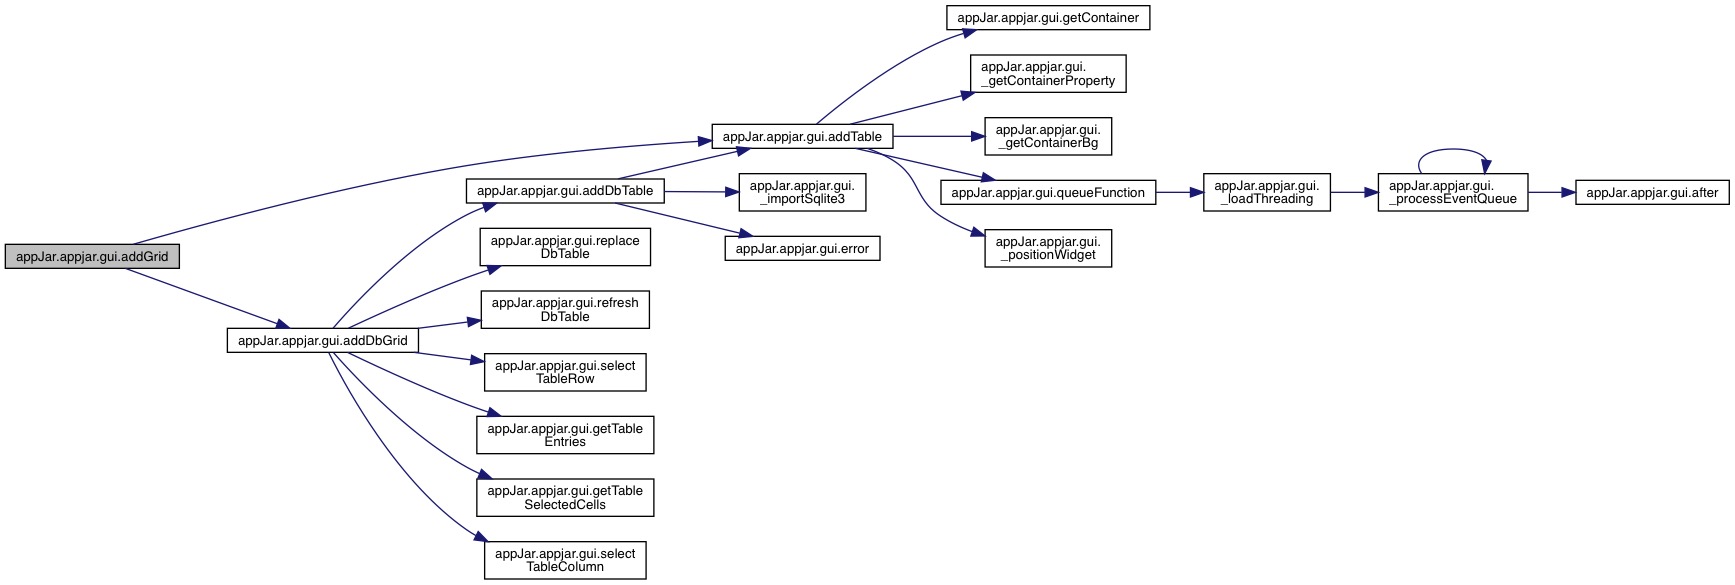 appJar.appjar.gui.addGrid
appJar.appjar.gui.addDbGrid
appJar.appjar.gui.addDbTable
appJar.appjar.gui.replace
DbTable
appJar.appjar.gui.refresh
DbTable
appJar.appjar.gui.select
TableRow
appJar.appjar.gui.getTable
Entries
appJar.appjar.gui.getTable
SelectedCells
appJar.appjar.gui.select
TableColumn
appJar.appjar.gui.addTable
appJar.appjar.gui.
_importSqlite3
appJar.appjar.gui.error
appJar.appjar.gui.getContainer
appJar.appjar.gui.
_getContainerProperty
appJar.appjar.gui.
_getContainerBg
appJar.appjar.gui.queueFunction
appJar.appjar.gui.
_positionWidget
appJar.appjar.gui.
_loadThreading
appJar.appjar.gui.
_processEventQueue
appJar.appjar.gui.after